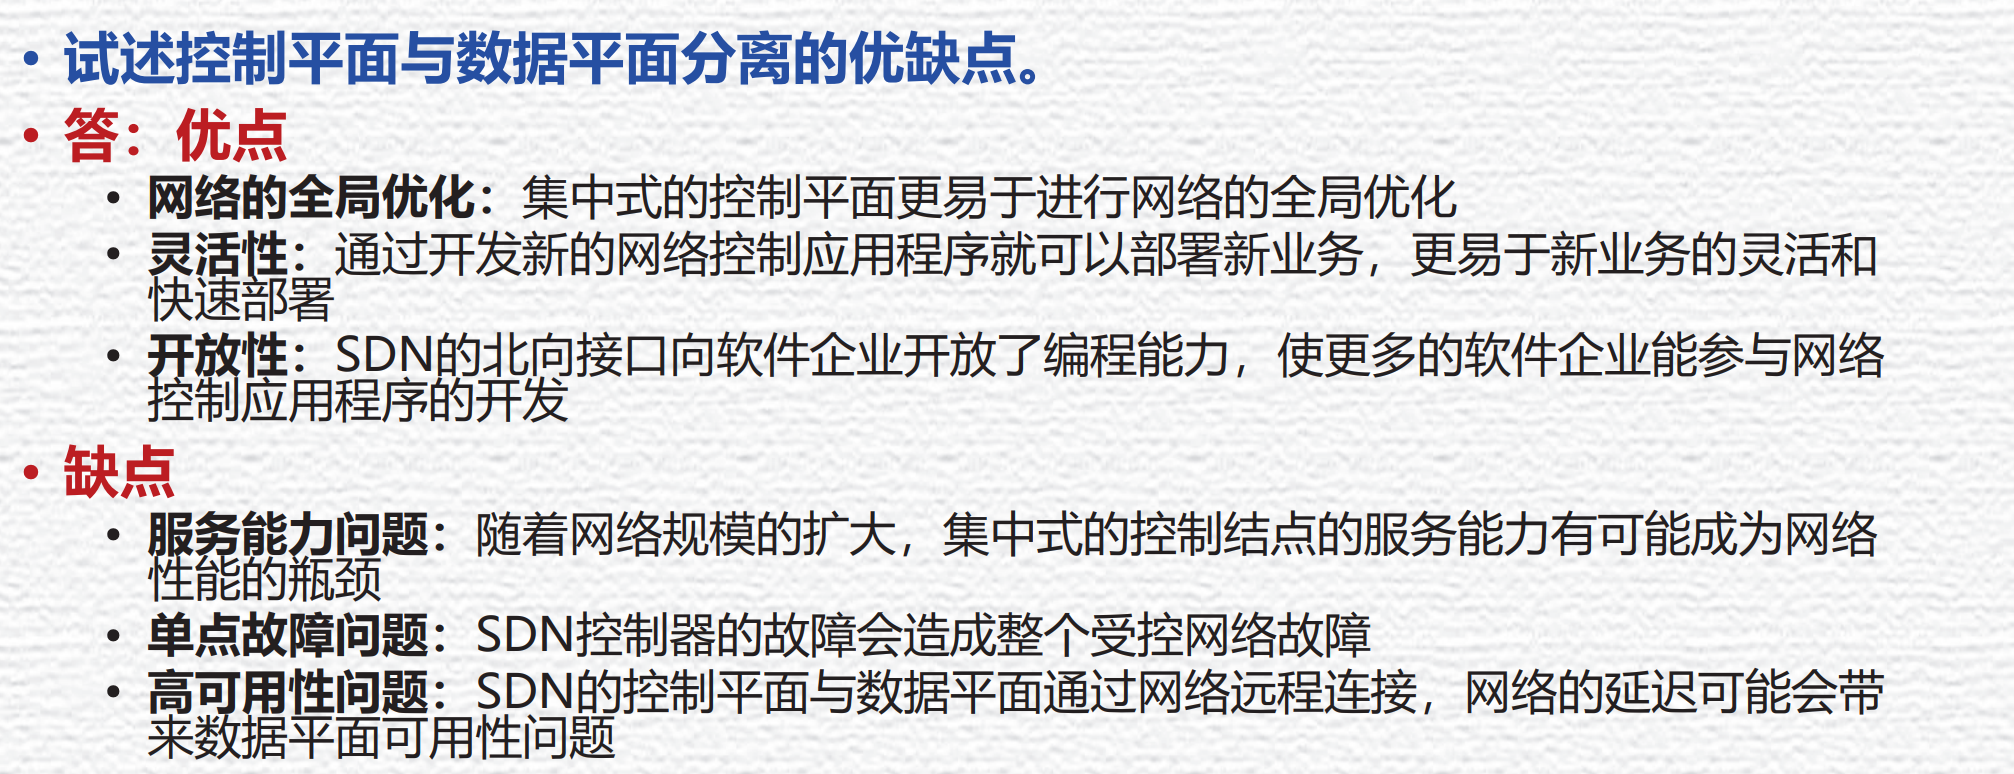 • 试述控制平面与数据平面分离的优缺点。
• 答：优点
• 网络的全局优化：集中式的控制平面更易于进行网络的全局优化
• 灵活性：通过开发新的网络控制应用程序就可以部署新业务，更易于新业务的灵活和
快速部署
• 开放性：SDN的北向接口向软件企业开放了编程能力，使更多的软件企业能参与网络
控制应用程序的开发
• 缺点
• 服务能力问题：随着网络规模的扩大，集中式的控制结点的服务能力有可能成为网络
性能的瓶颈
• 单点故障问题：SDN控制器的故障会造成整个受控网络故障
• 高可用性问题：SDN的控制平面与数据平面通过网络远程连接，网络的延迟可能会带
来数据平面可用性问题